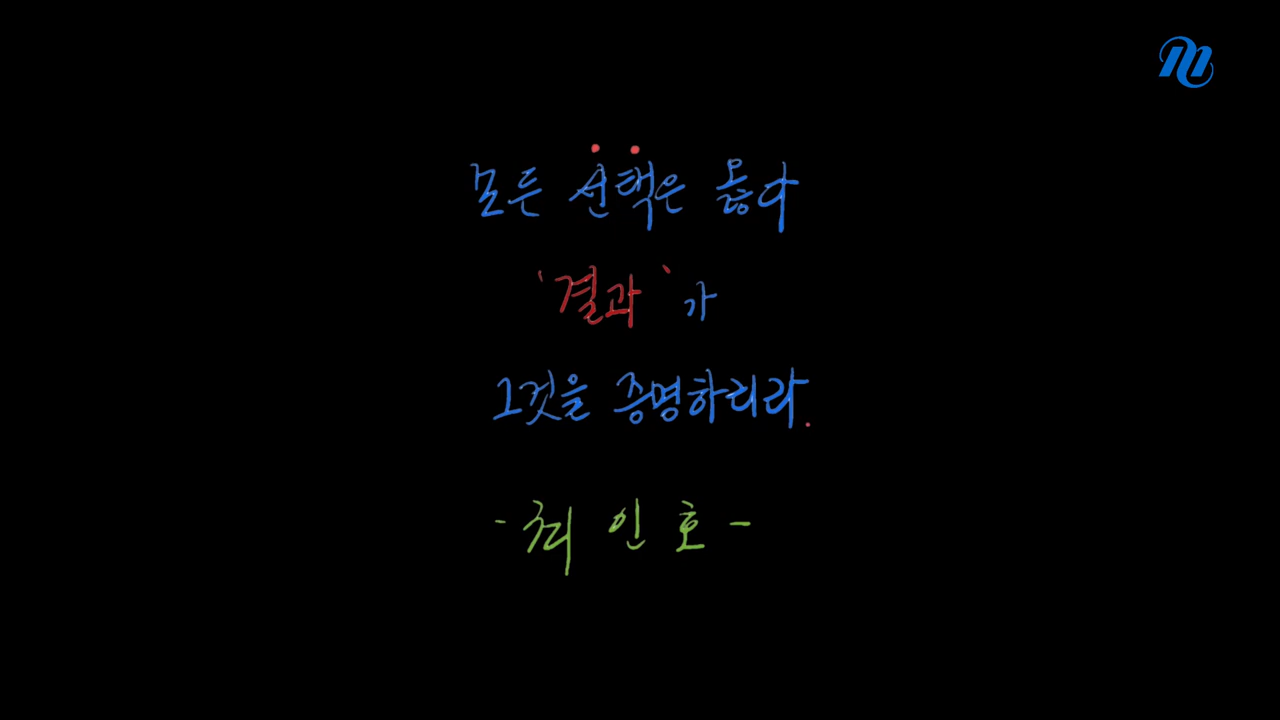 모든 선택은 옳다
'결과'가
그것을 증명하리라.
- 최인호 -